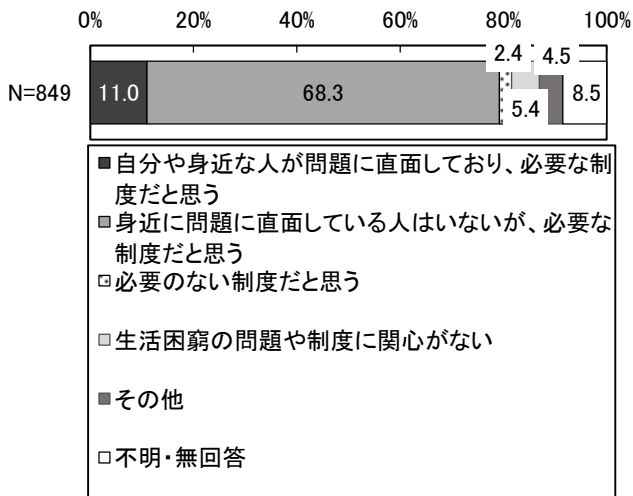 0% 20% 40% 60% 80% 100%
2.4 4.5
N=849 11.0 68.3 5.4 8.5
自分や身近な人が問題に直面しており、必要な制
度だと思う
身近に問題に直面している人はいないが、必要な
制度だと思う
必要のない制度だと思う
生活困窮の問題や制度に関心がない
その他
不明・無回答